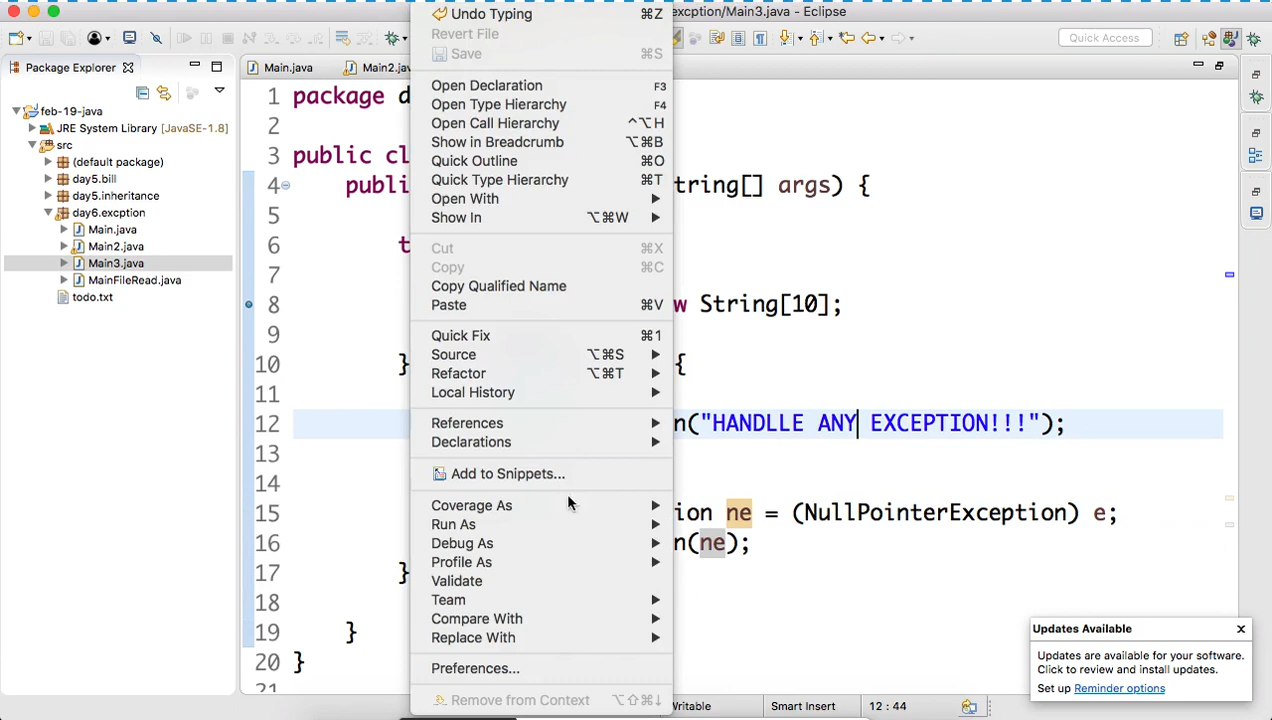 excption/Main3.java - Eclipse
Quick Access
Package Explorer
feb-19-java
JRE System Library [JavaSE-1.8]
src
(default package)
day5.bill
day5.inheritance
day6.excption
Main.java
Main2.java
Main3.java
MainFileRead.java
todo.txt
Main.java
Main2.jav
1 package d
2
3 public cl
4 publi tring[] args) {
5
6 t
7
8 w String[10];
9
10 } {
11
12 n("HANDLLE ANY EXCEPTION!!!");
13
14
15 ion ne = (NullPointerException) e;
16 n(ne);
17 }
18
19 }
20 }
21
Undo Typing ⌘Z
Revert File
Save ⌘S
Open Declaration F3
Open Type Hierarchy F4
Open Call Hierarchy ^⌥H
Show in Breadcrumb ⌥⌘B
Quick Outline ⌘O
Quick Type Hierarchy ⌘T
Open With
Show In ⌥⌘W
Cut ⌘X
Copy ⌘C
Copy Qualified Name
Paste ⌘V
Quick Fix ⌘1
Source ⌥⌘S
Refactor ⌥⌘T
Local History
References
Declarations
Add to Snippets...
Coverage As
Run As
Debug As
Profile As
Validate
Team
Compare With
Replace With
Preferences...
Remove from Context ⌥⇧⌘↓
Updates Available
Updates are available for your software.
Click to review and install updates.
Set up Reminder options
Writable
Smart Insert
12 : 44